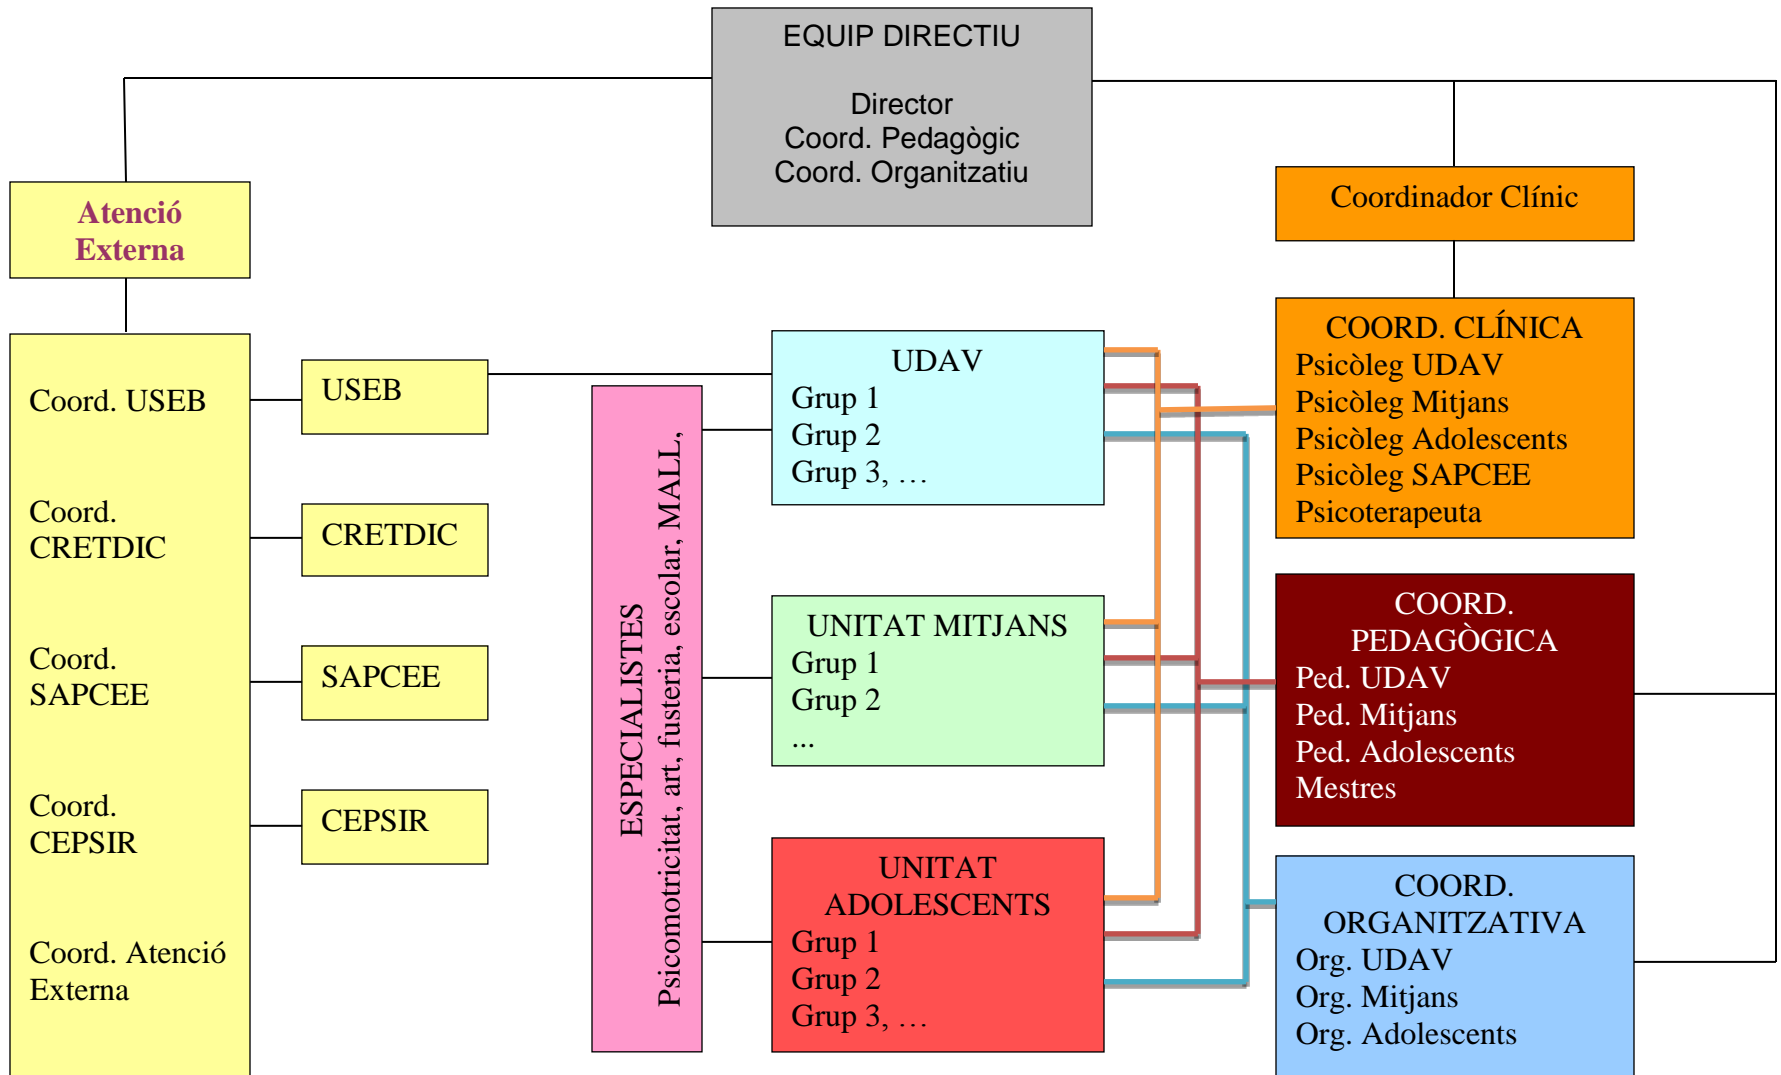 EQUIP DIRECTIU
Director
Coord. Pedagògic
Coord. Organitzatiu
Atenció
Externa
Coord. USEB
Coord.
CRETDIC
Coord.
SAPCEE
Coord.
CEPSIR
Coord. Atenció
Externa
USEB
CRETDIC
SAPCEE
CEPSIR
ESPECIALISTES
Psicomotricitat, art, fusteria, escolar, MALL,
UDAV
Grup 1
Grup 2
Grup 3, …
UNITAT MITJANS
Grup 1
Grup 2
...
UNITAT
ADOLESCENTS
Grup 1
Grup 2
Grup 3, …
Coordinador Clínic
COORD. CLÍNICA
Psicòleg UDAV
Psicòleg Mitjans
Psicòleg Adolescents
Psicòleg SAPCEE
Psicoterapeuta
COORD.
PEDAGÒGICA
Ped. UDAV
Ped. Mitjans
Ped. Adolescents
Mestres
COORD.
ORGANITZATIVA
Org. UDAV
Org. Mitjans
Org. Adolescents